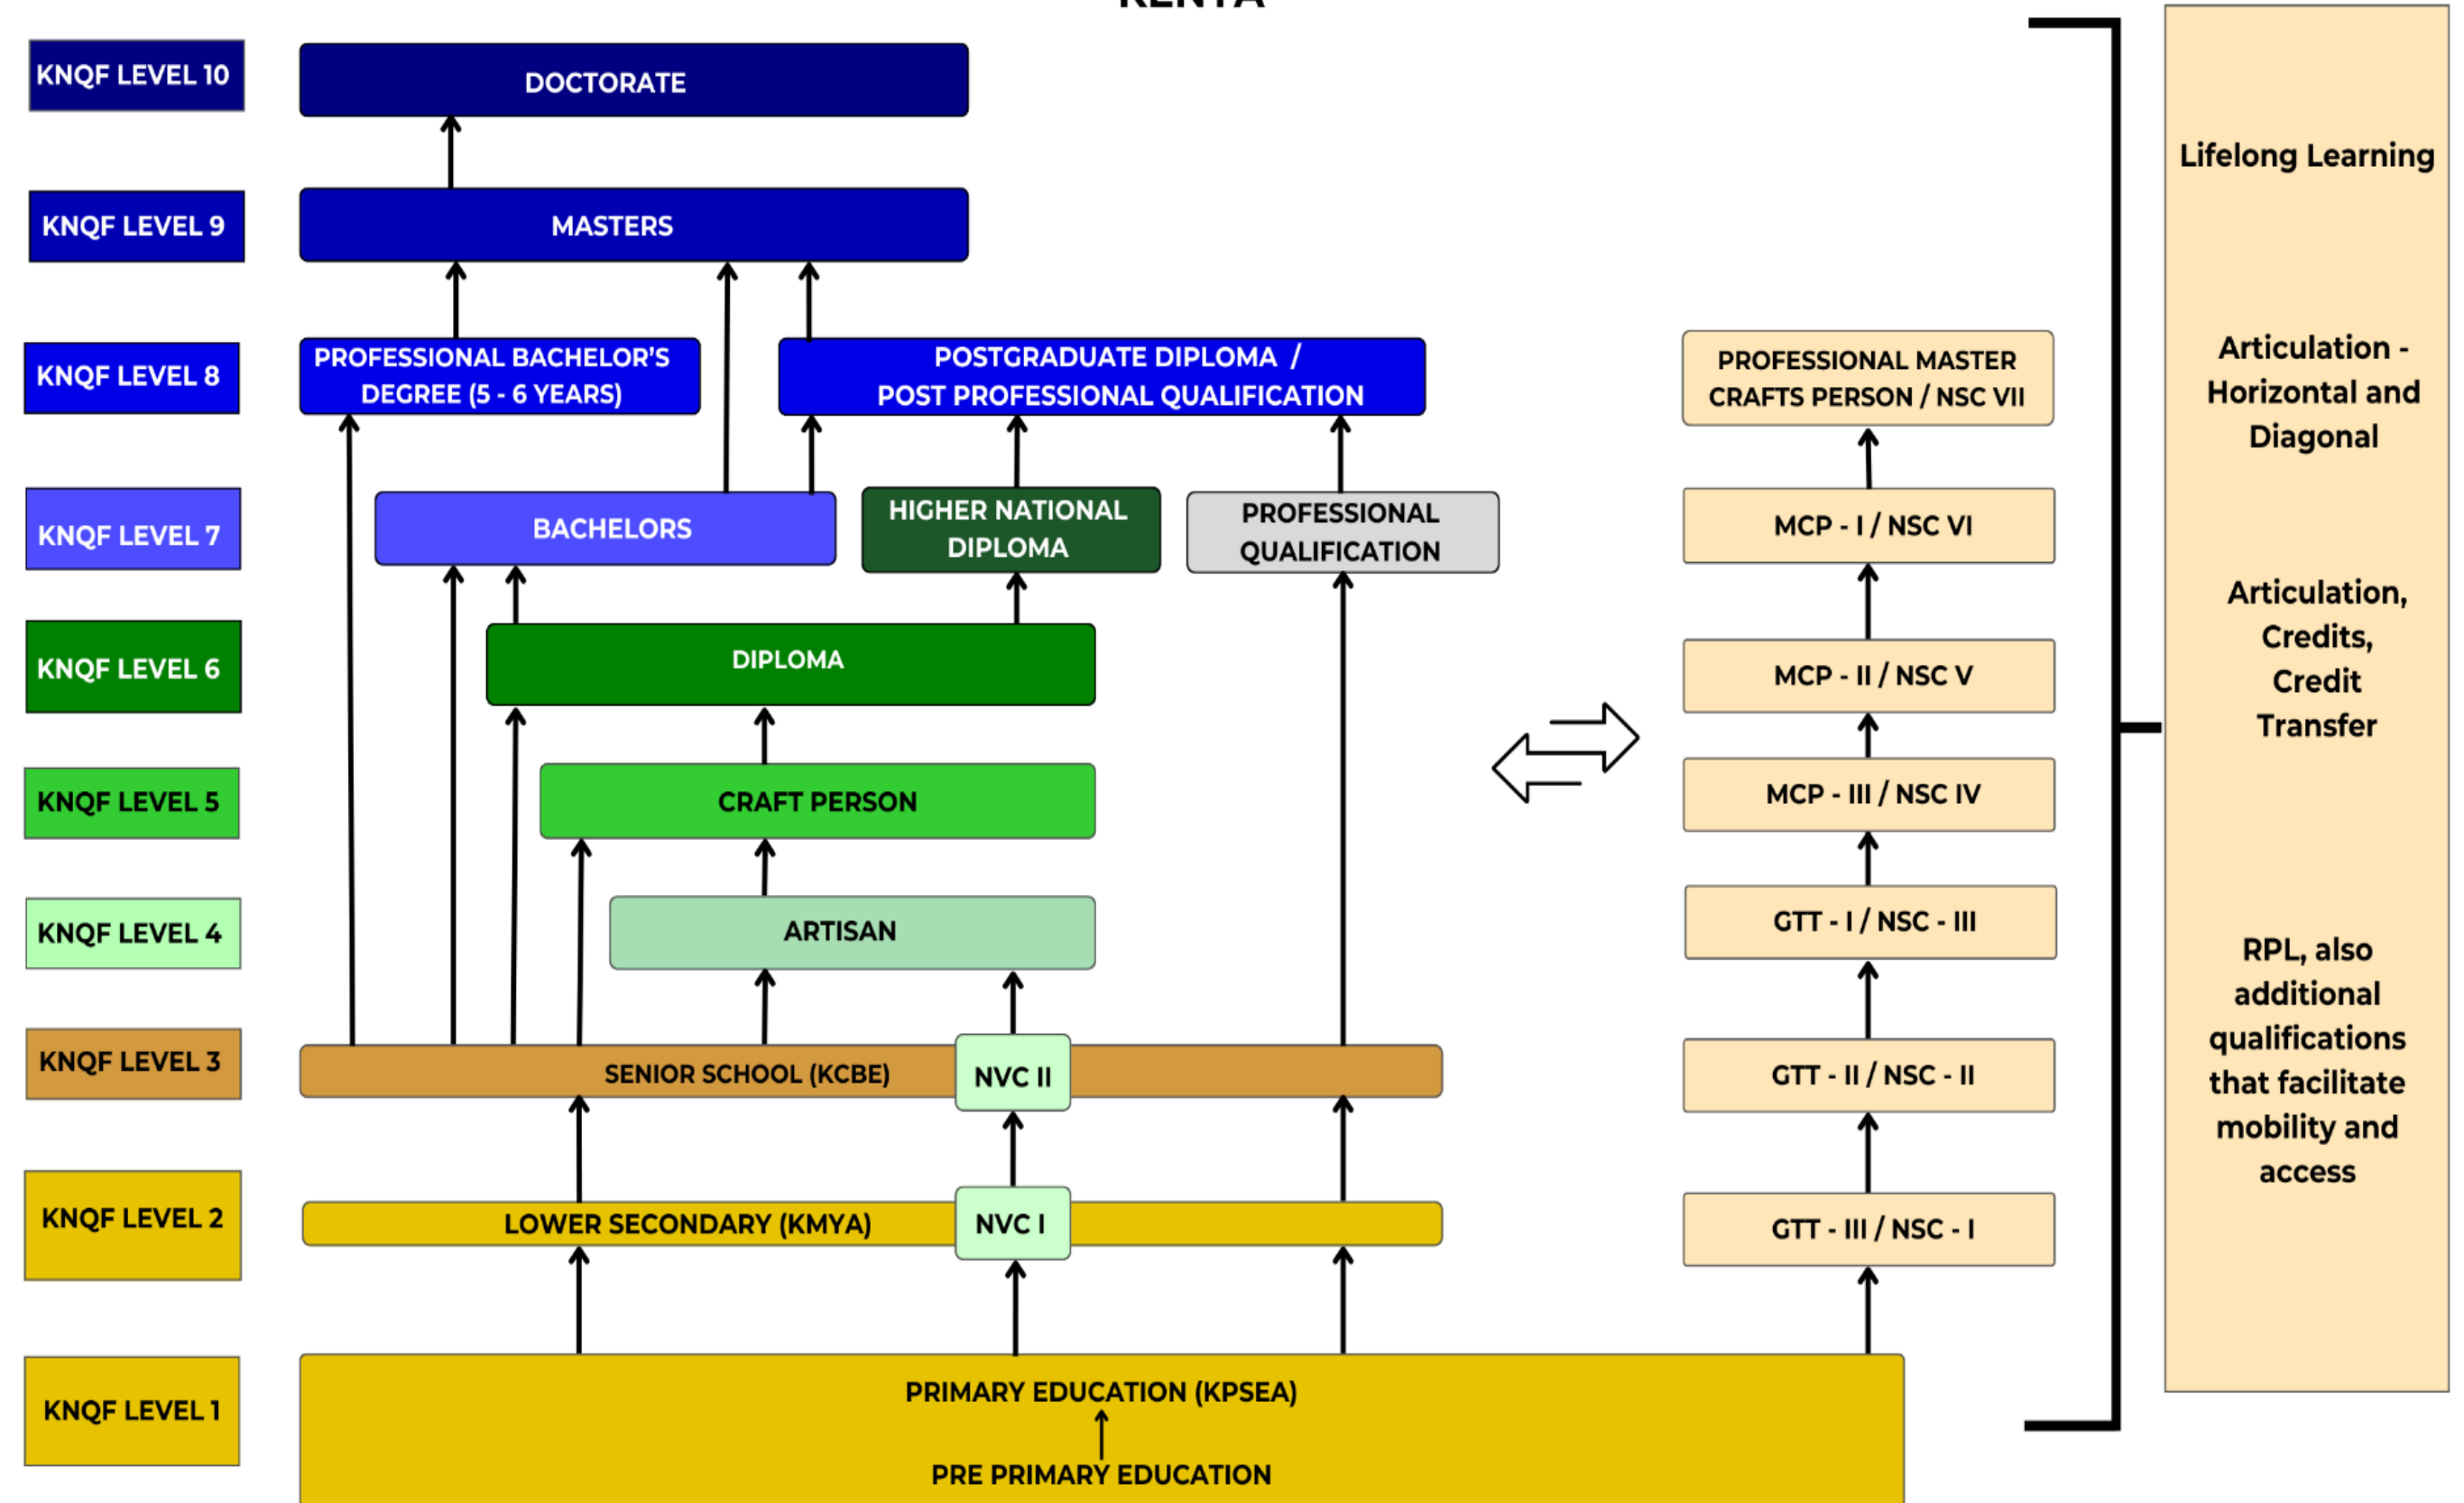 KENYA
KNQF LEVEL 10
DOCTORATE
KNQF LEVEL 9
MASTERS
KNQF LEVEL 8
PROFESSIONAL BACHELOR'S
DEGREE (5 - 6 YEARS)
POSTGRADUATE DIPLOMA /
POST PROFESSIONAL QUALIFICATION
PROFESSIONAL MASTER
CRAFTS PERSON / NSC VII
KNQF LEVEL 7
BACHELORS
HIGHER NATIONAL
DIPLOMA
PROFESSIONAL
QUALIFICATION
MCP - I / NSC VI
KNQF LEVEL 6
DIPLOMA
MCP - II / NSC V
KNQF LEVEL 5
CRAFT PERSON
MCP - III / NSC IV
KNQF LEVEL 4
ARTISAN
GTT - I / NSC - III
KNQF LEVEL 3
SENIOR SCHOOL (KCBE)
NVC II
GTT - II / NSC - II
KNQF LEVEL 2
LOWER SECONDARY (KMYA)
NVC I
GTT - III / NSC - I
KNQF LEVEL 1
PRIMARY EDUCATION (KPSEA)
PRE PRIMARY EDUCATION
Lifelong Learning
Articulation -
Horizontal and
Diagonal
Articulation,
Credits,
Credit
Transfer
RPL, also
additional
qualifications
that facilitate
mobility and
access